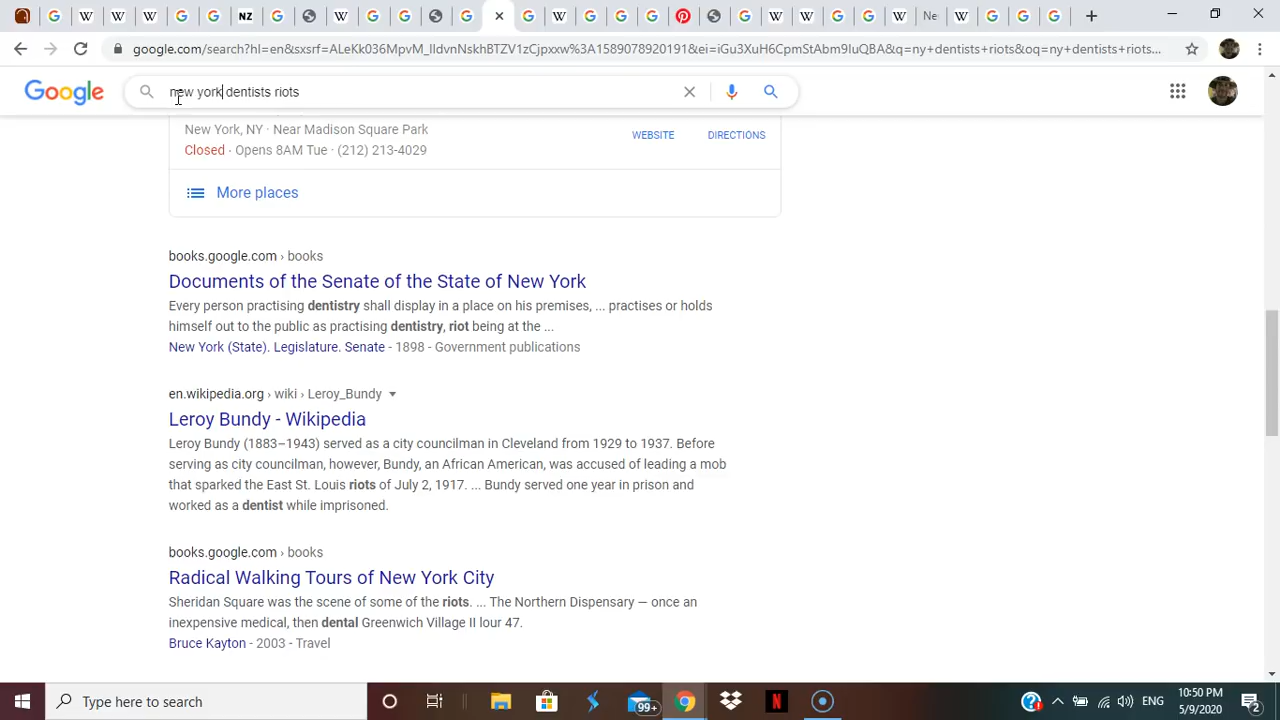 NZ
Ne
google.com/search?hl=en&sxsrf=ALeKk036MpvM_IIdvnNskhBTZV1zCjpxxw%3A1589078920191&ei=iGu3XuH6CpmStAbm9IuQBA&q=ny+dentists+riots&oq=ny+dentists+riots...
Google
new york dentists riots
New York, NY · Near Madison Square Park
WEBSITE
DIRECTIONS
Closed · Opens 8AM Tue · (212) 213-4029
More places
books.google.com › books
Documents of the Senate of the State of New York
Every person practising dentistry shall display in a place on his premises, ... practises or holds
himself out to the public as practising dentistry, riot being at the ...
New York (State). Legislature. Senate - 1898 - Government publications
en.wikipedia.org › wiki › Leroy_Bundy
Leroy Bundy - Wikipedia
Leroy Bundy (1883–1943) served as a city councilman in Cleveland from 1929 to 1937. Before
serving as city councilman, however, Bundy, an African American, was accused of leading a mob
that sparked the East St. Louis riots of July 2, 1917. ... Bundy served one year in prison and
worked as a dentist while imprisoned.
books.google.com › books
Radical Walking Tours of New York City
Sheridan Square was the scene of some of the riots. ... The Northern Dispensary — once an
inexpensive medical, then dental Greenwich Village II lour 47.
Bruce Kayton - 2003 - Travel
Type here to search
99+
ENG
10:50 PM
5/9/2020
2